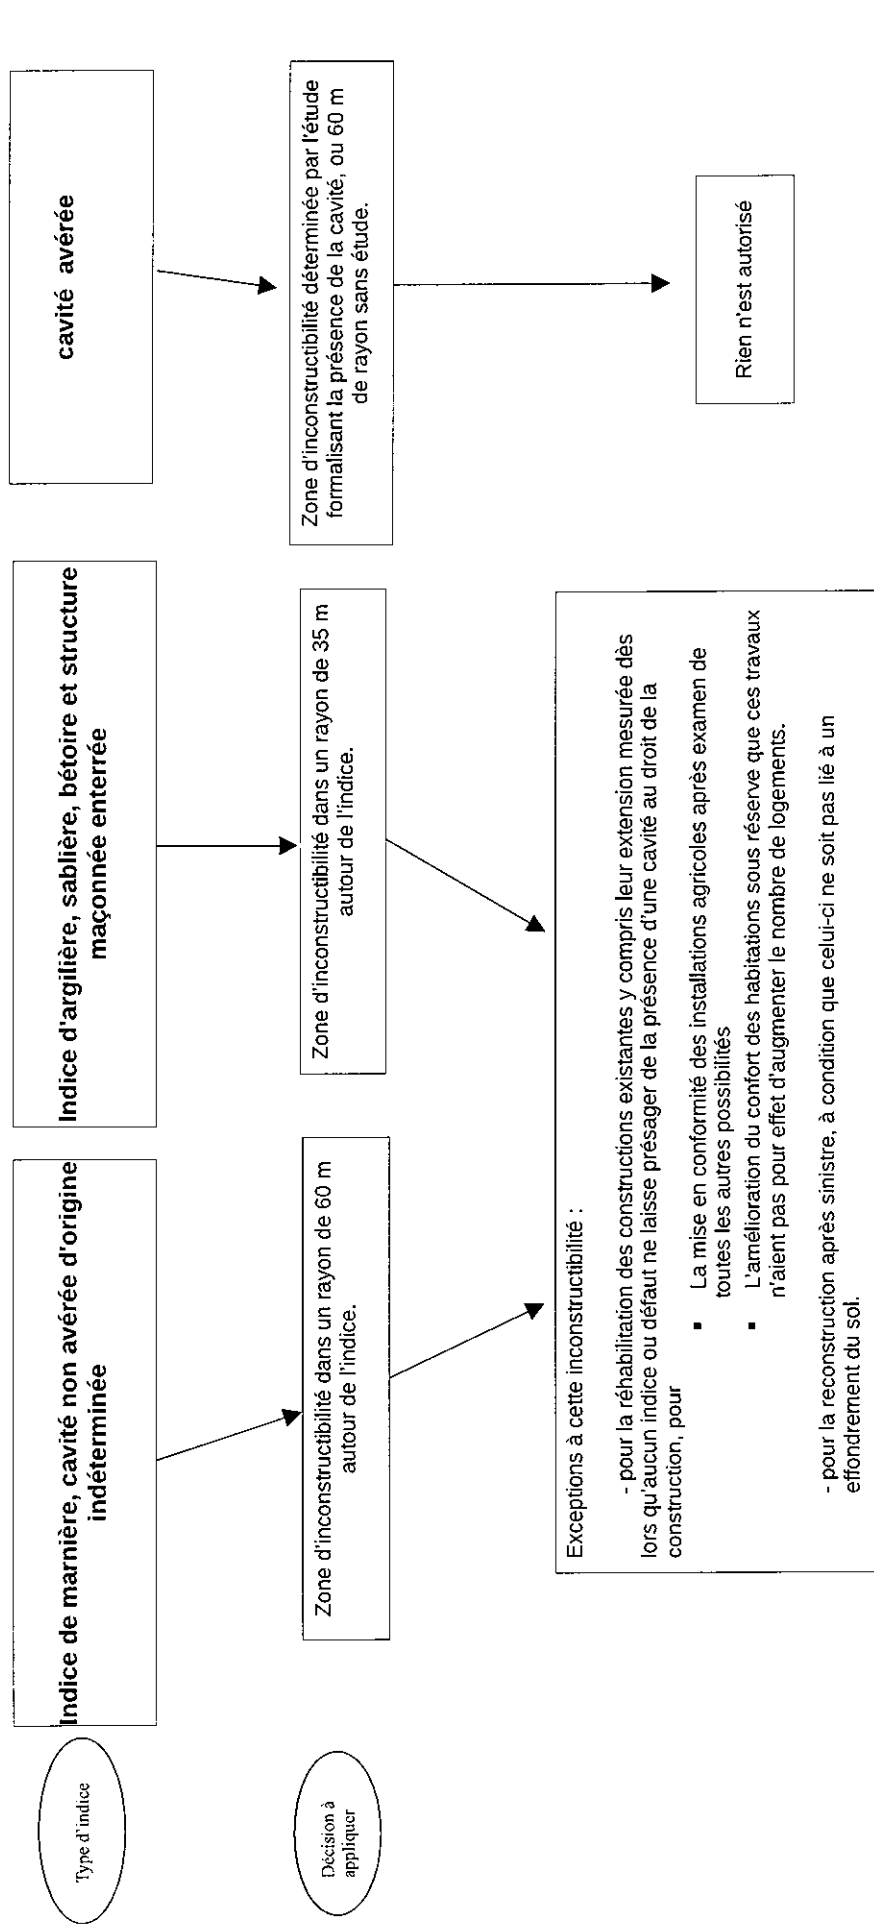 Type d'indice
Indice de marnière, cavité non avérée d'origine
indéterminée
Indice d'argilière, sablière, bétoire et structure
maçonnée enterrée
cavité avérée
Décision à
appliquer
Zone d'inconstructibilité dans un rayon de 60 m
autour de l'indice.
Zone d'inconstructibilité dans un rayon de 35 m
autour de l'indice.
Zone d'inconstructibilité déterminée par l'étude
formalisant la présence de la cavité, ou 60 m
de rayon sans étude.
Exceptions à cette inconstructibilité :
- pour la réhabilitation des constructions existantes y compris leur extension mesurée dès
lors qu'aucun indice ou défaut ne laisse présager de la présence d'une cavité au droit de la
construction, pour
▪ La mise en conformité des installations agricoles après examen de
toutes les autres possibilités
▪ L'amélioration du confort des habitations sous réserve que ces travaux
n'aient pas pour effet d'augmenter le nombre de logements.
- pour la reconstruction après sinistre, à condition que celui-ci ne soit pas lié à un
effondrement du sol.
Rien n'est autorisé